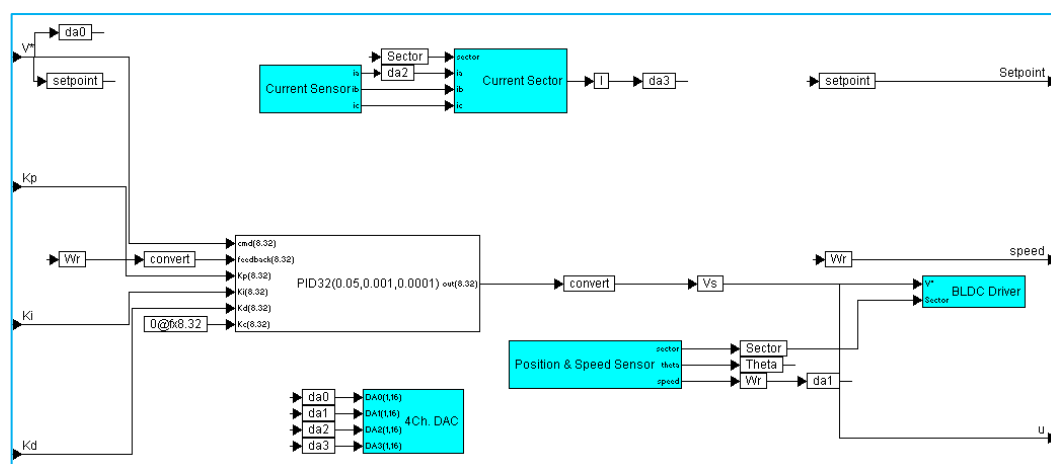 da0
V*
setpoint
Sector
sector
Current Sensor
ia
ib
ic
da2
ia
ib
ic
Current Sector
I
da3
setpoint
Setpoint
Kp
Wr
convert
cmd(8.32)
feedback(8.32)
Kp(8.32)
Ki(8.32)
Kd(8.32)
Kc(8.32)
PID32(0.05,0.001,0.0001)
out(8.32)
convert
Vs
Wr
speed
V*
Sector
BLDC Driver
Ki
0@fx8.32
Position & Speed Sensor
sector
theta
speed
Sector
Theta
Wr
da1
da0
da1
da2
da3
DA0(1,16)
DA1(1,16)
DA2(1,16)
DA3(1,16)
4Ch. DAC
Kd
u